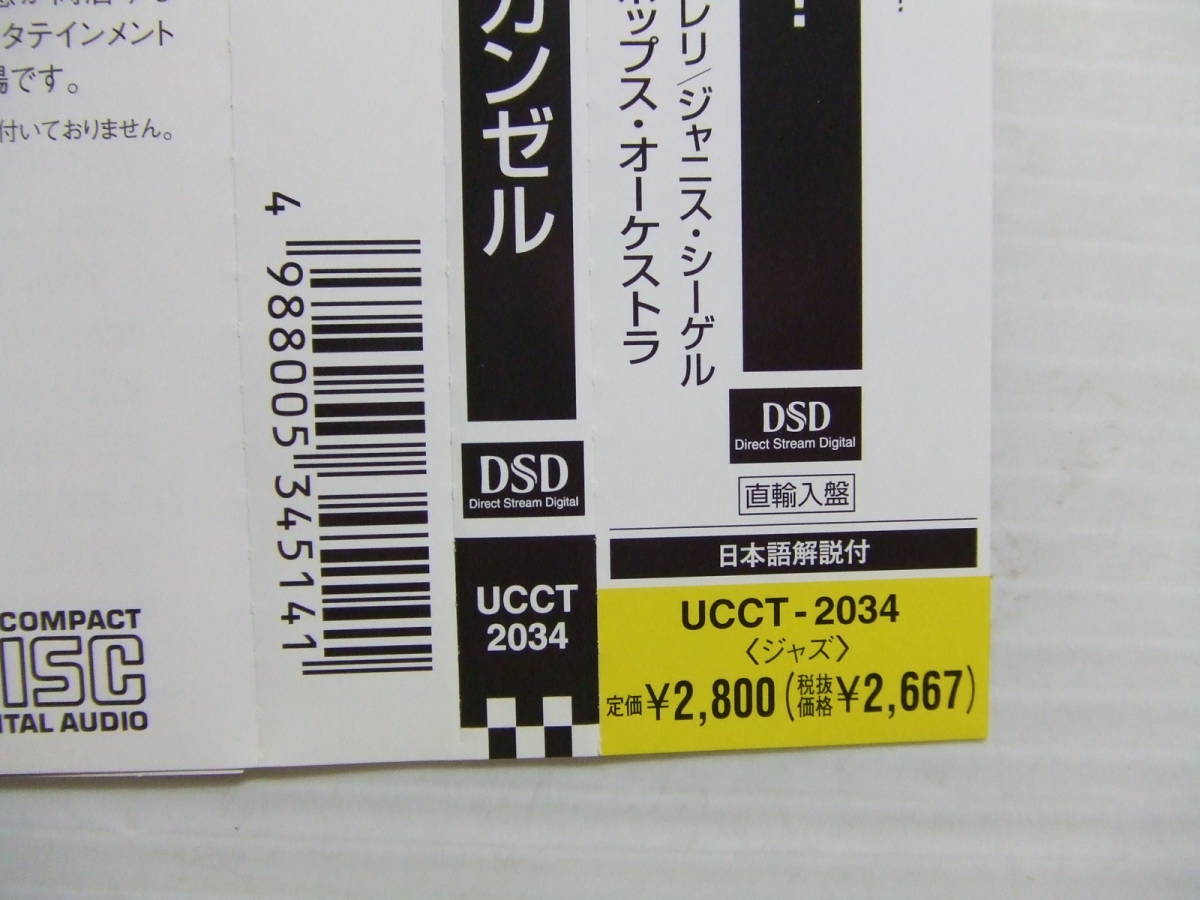 タテインメント
場です。
付いておりません。
4
988005 345141
COMPACT
DISC
DIGITAL AUDIO
ガンゼル
DSD
Direct Stream Digital
UCCT
2034
レリ/ジャニス・シーゲル
ポップス・オーケストラ
!
DSD
Direct Stream Digital
直輸入盤
日本語解説付
UCCT-2034
〈ジャズ〉
定価¥2,800(税抜価格¥2,667)